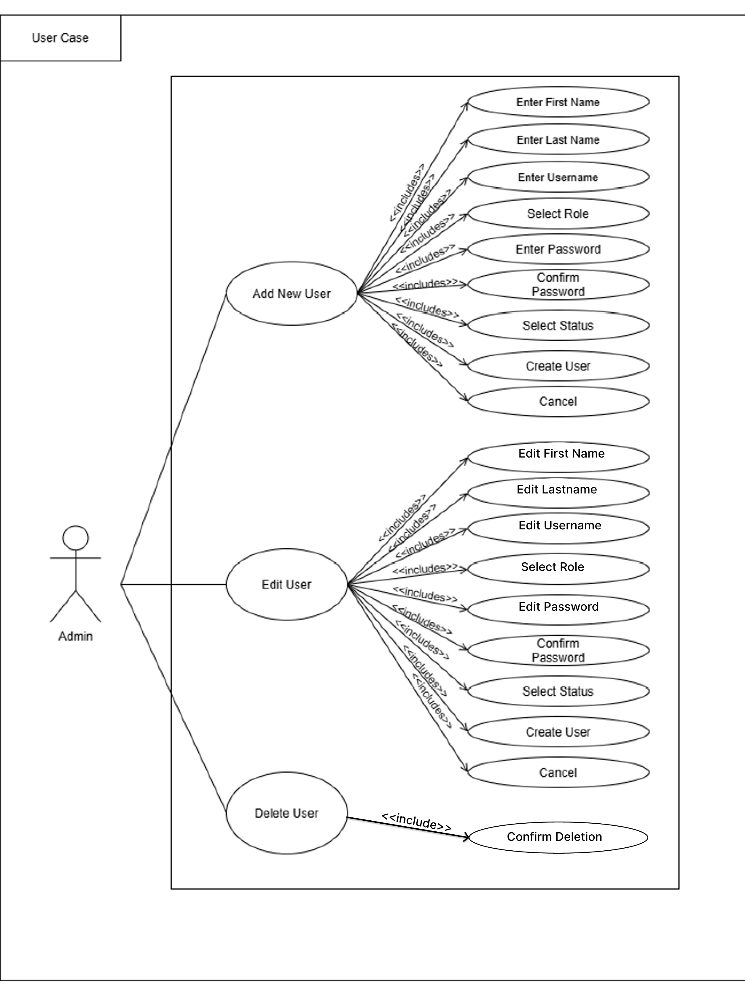 User Case
Enter First Name
Enter Last Name
Enter Username
Select Role
Enter Password
Confirm
Password
Select Status
Create User
Cancel
<<includes>>
<<includes>>
<<includes>>
<<includes>>
<<includes>>
<<includes>>
<<includes>>
<<includes>>
<<includes>>
Add New User
Edit First Name
Edit Lastname
Edit Username
Select Role
Edit Password
Confirm
Password
Select Status
Create User
Cancel
<<includes>>
<<includes>>
<<includes>>
<<includes>>
<<includes>>
<<includes>>
<<includes>>
<<includes>>
<<includes>>
Edit User
Admin
Delete User
<<include>>
Confirm Deletion